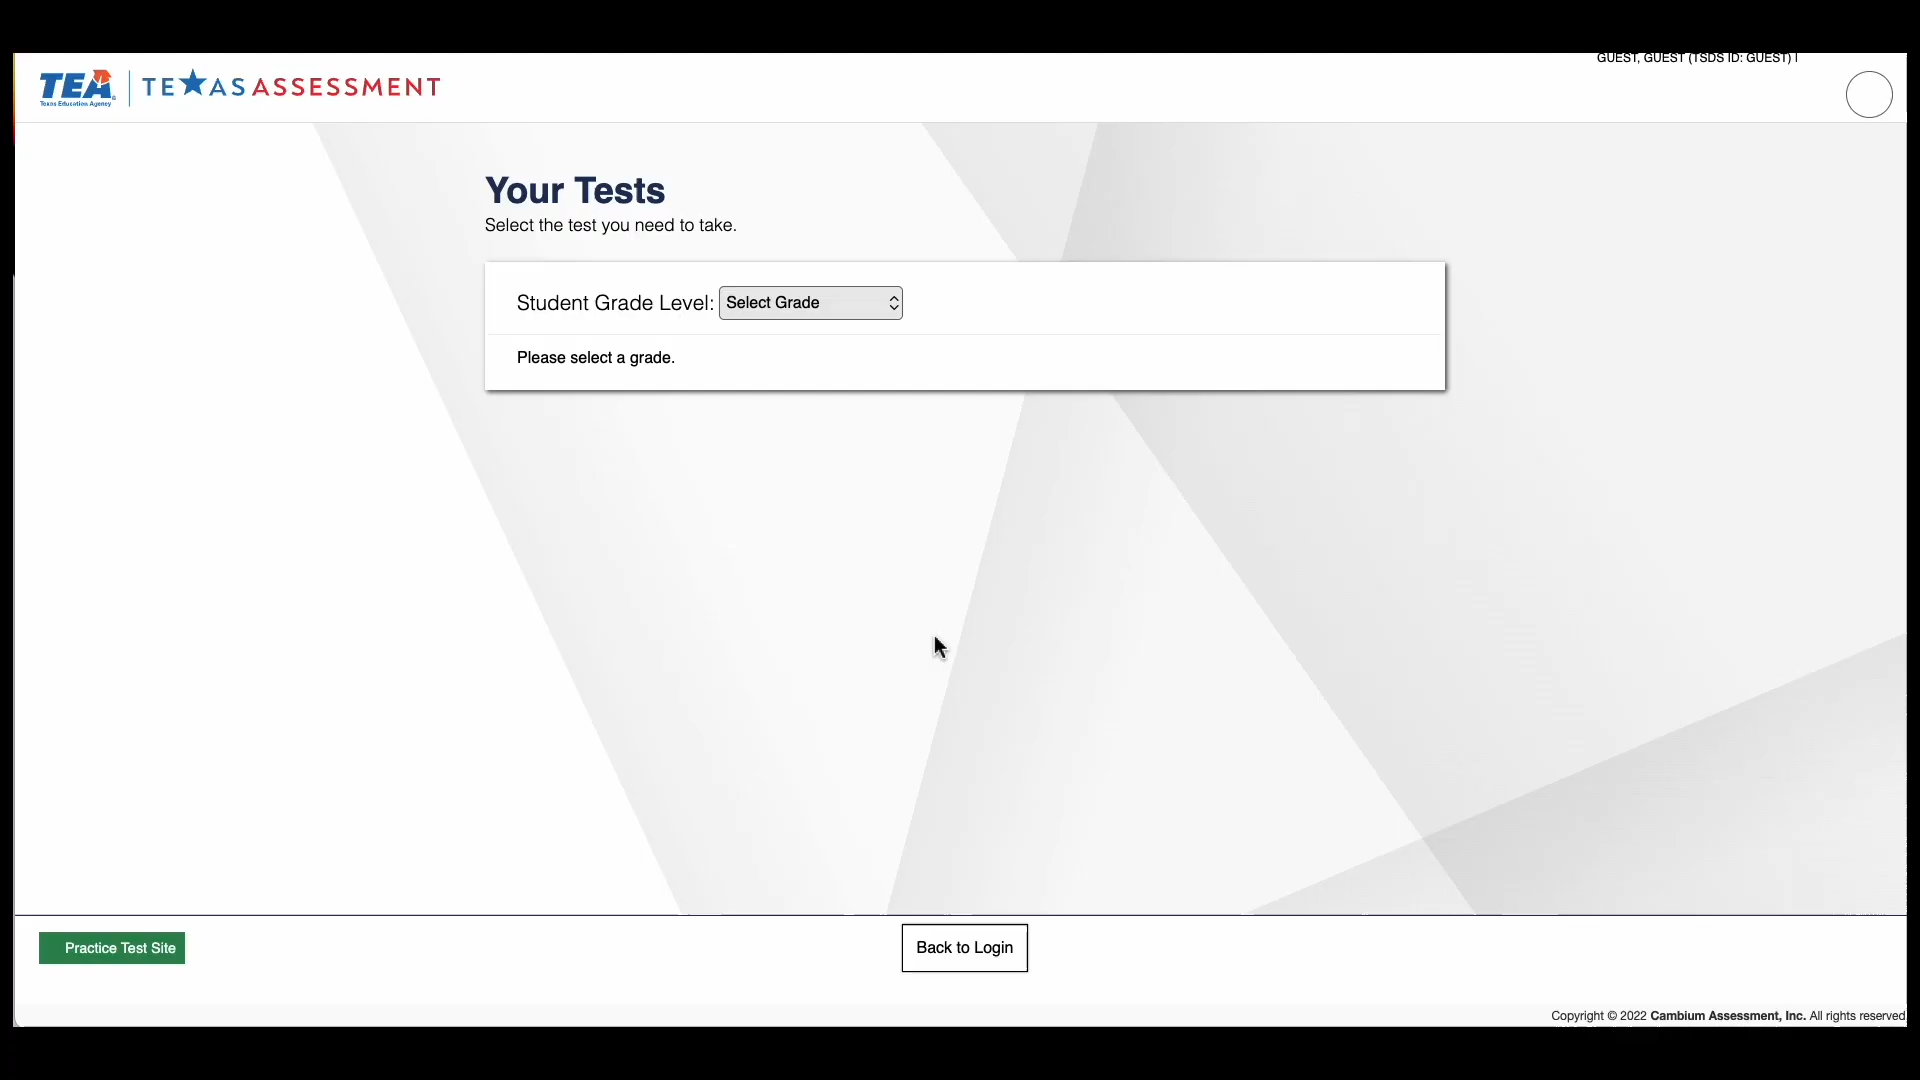 GUEST, GUEST (TSDS ID: GUEST) |
TEA
Texas Education Agency
TEXAS ASSESSMENT
Your Tests
Select the test you need to take.
Student Grade Level: Select Grade
Please select a grade.
Practice Test Site
Back to Login
Copyright © 2022 Cambium Assessment, Inc. All rights reserved.